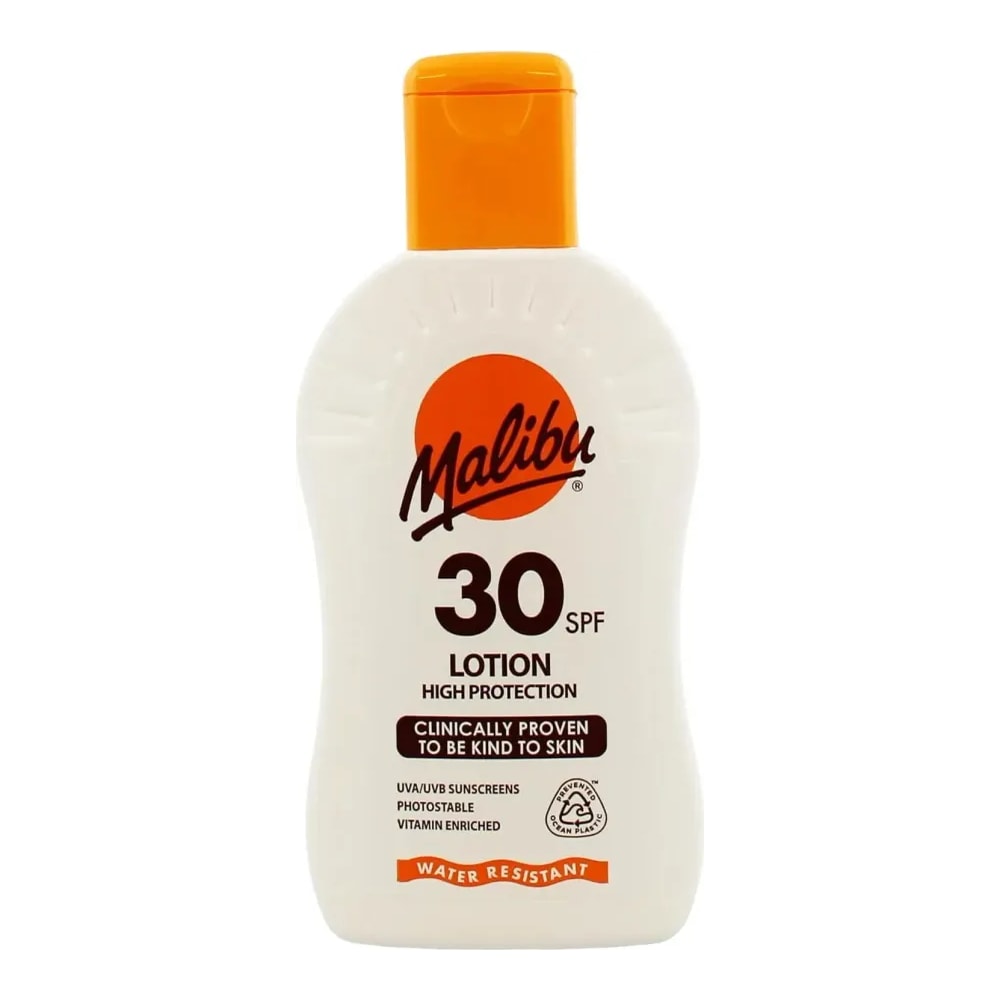 Malibu®
30 SPF
LOTION
HIGH PROTECTION
CLINICALLY PROVEN
TO BE KIND TO SKIN
UVA/UVB SUNSCREENS
PHOTOSTABLE
VITAMIN ENRICHED
PREVENTED ™
OCEAN PLASTIC
WATER RESISTANT